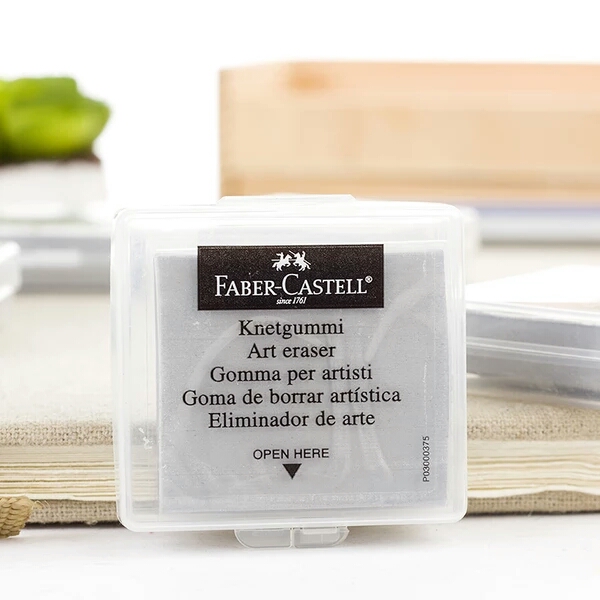 FABER-CASTELL®
since 1761
Knetgummi
Art eraser
Gomma per artisti
Goma de borrar artística
Eliminador de arte
OPEN HERE
P03000375